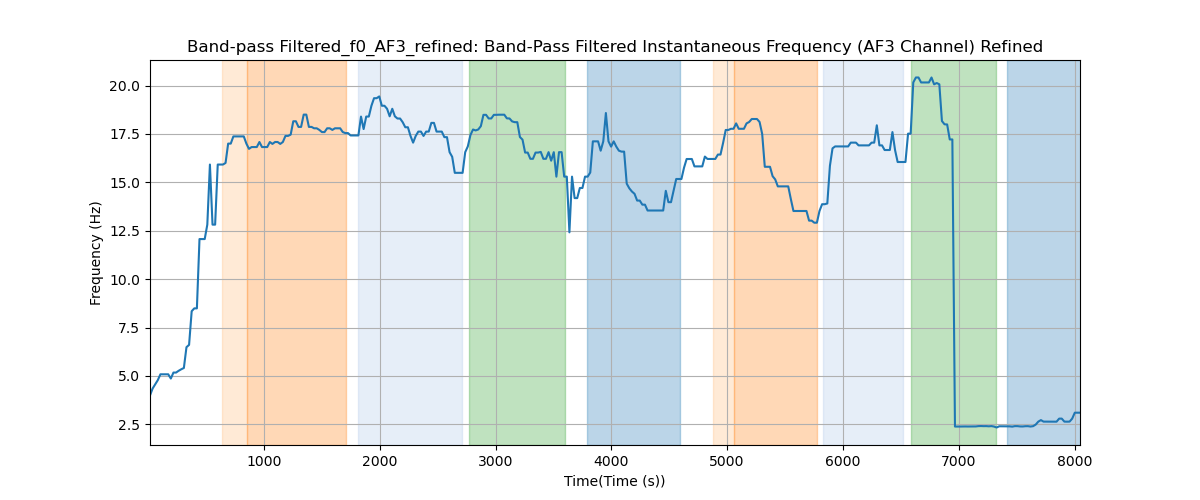 Band-pass Filtered_f0_AF3_refined: Band-Pass Filtered Instantaneous Frequency (AF3 Channel) Refined
20.0
17.5
15.0
12.5
10.0
7.5
5.0
2.5
Frequency (Hz)
1000 2000 3000 4000 5000 6000 7000 8000
Time(Time (s))